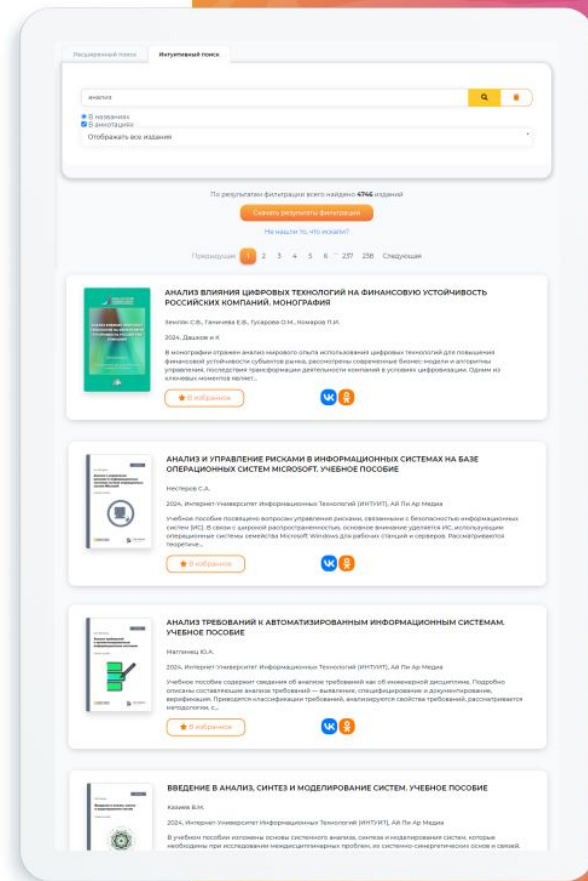 Расширенный поиск Интуитивный поиск
анализ
В названиях
В аннотациях
Отображать все издания
По результатам фильтрации всего найдено 4746 изданий
Скачать результаты фильтрации
Не нашли то, что искали?
Предыдущая 1 2 3 4 5 6 ... 237 238 Следующая
АНАЛИЗ ВЛИЯНИЯ ЦИФРОВЫХ ТЕХНОЛОГИЙ НА ФИНАНСОВУЮ УСТОЙЧИВОСТЬ
РОССИЙСКИХ КОМПАНИЙ. МОНОГРАФИЯ
Земляк С.В., Ганичева Е.В., Гусарова О.М., Комаров П.И.
2024, Дашков и К
В монографии отражен анализ мирового опыта использования цифровых технологий для повышения
финансовой устойчивости субъектов рынка, рассмотрены современные бизнес-модели и алгоритмы
управления, последствия трансформации деятельности компаний в условиях цифровизации. Одним из
ключевых моментов являет...
В избранное
АНАЛИЗ И УПРАВЛЕНИЕ РИСКАМИ В ИНФОРМАЦИОННЫХ СИСТЕМАХ НА БАЗЕ
ОПЕРАЦИОННЫХ СИСТЕМ MICROSOFT. УЧЕБНОЕ ПОСОБИЕ
Нестеров С.А.
2024, Интернет-Университет Информационных Технологий (ИНТУИТ), Ай Пи Ар Медиа
Учебное пособие посвящено вопросам управления рисками, связанными с безопасностью информационных
систем (ИС). В связи с широкой распространенностью, основное внимание уделяется ИС, использующим
операционные системы семейства Microsoft Windows для рабочих станций и серверов. Рассматриваются
теоретиче...
В избранное
АНАЛИЗ ТРЕБОВАНИЙ К АВТОМАТИЗИРОВАННЫМ ИНФОРМАЦИОННЫМ СИСТЕМАМ.
УЧЕБНОЕ ПОСОБИЕ
Маглинец Ю.А.
2024, Интернет-Университет Информационных Технологий (ИНТУИТ), Ай Пи Ар Медиа
Учебное пособие содержит сведения об анализе требований как об инженерной дисциплине. Подробно
описаны составляющие анализа требований — выявление, специфицирование и документирование,
верификация. Приводятся классификации требований, анализируются свойства требований, рассматривается
методологии, с...
В избранное
ВВЕДЕНИЕ В АНАЛИЗ, СИНТЕЗ И МОДЕЛИРОВАНИЕ СИСТЕМ. УЧЕБНОЕ ПОСОБИЕ
Казиев В.М.
2024, Интернет-Университет Информационных Технологий (ИНТУИТ), Ай Пи Ар Медиа
В учебном пособии изложены основы системного анализа, синтеза и моделирования систем, которые
необходимы при исследовании междисциплинарных проблем, их системно-синергетических основ и связей.